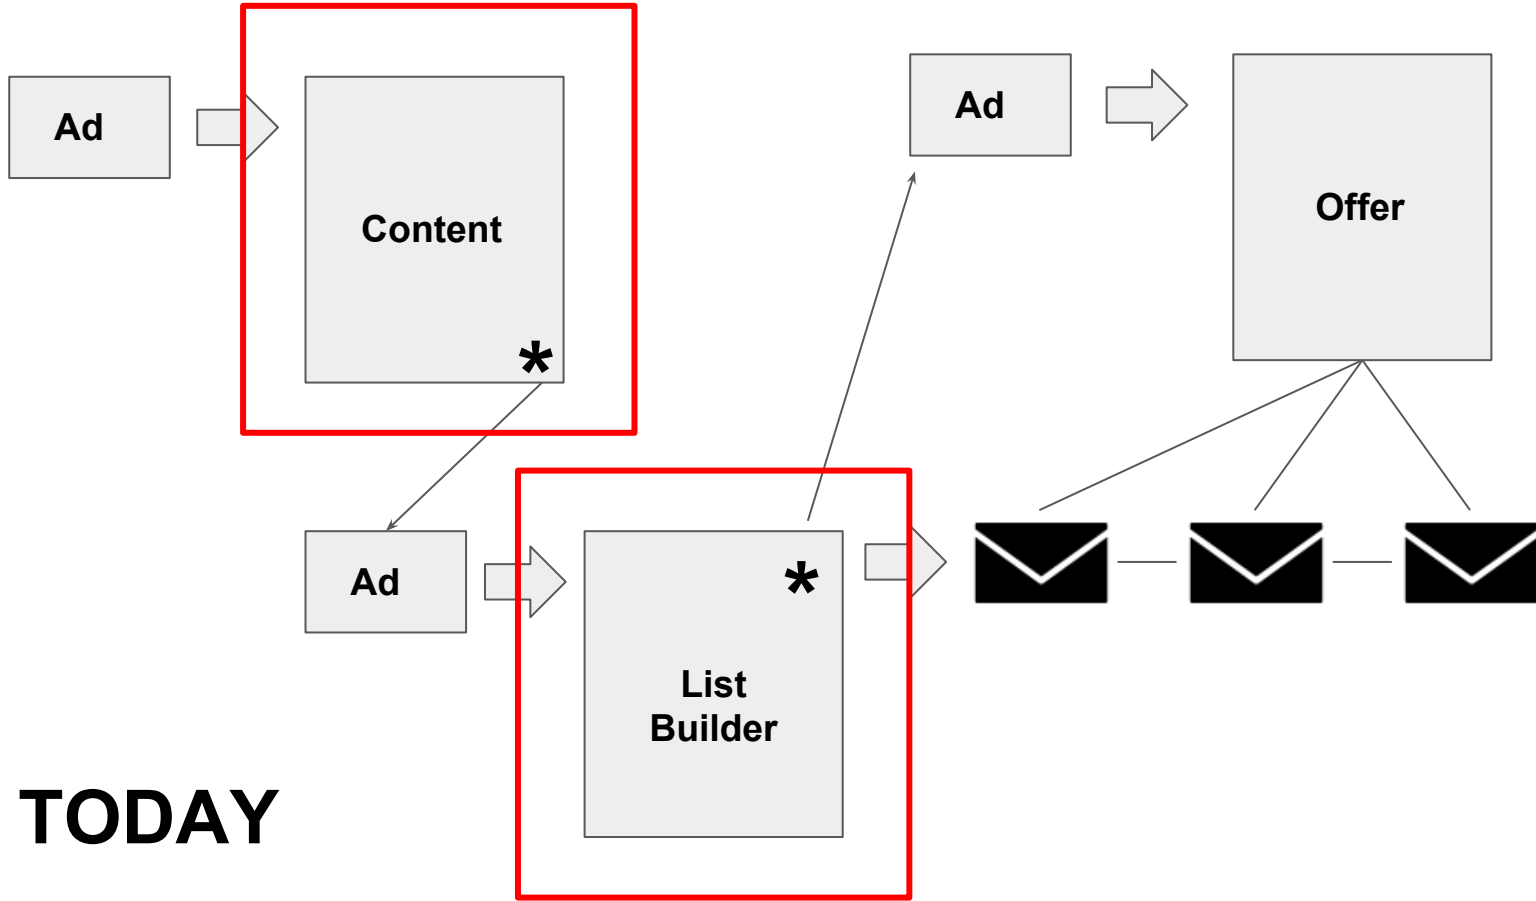 Ad
Content
*
Ad
Offer
Ad
*
List
Builder
TODAY